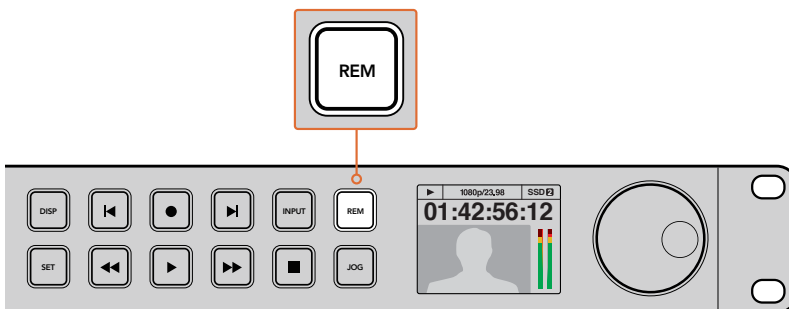 REM
DISP
INPUT
REM
1080p/23.98
SSD 2
01:42:56:12
SET
JOG